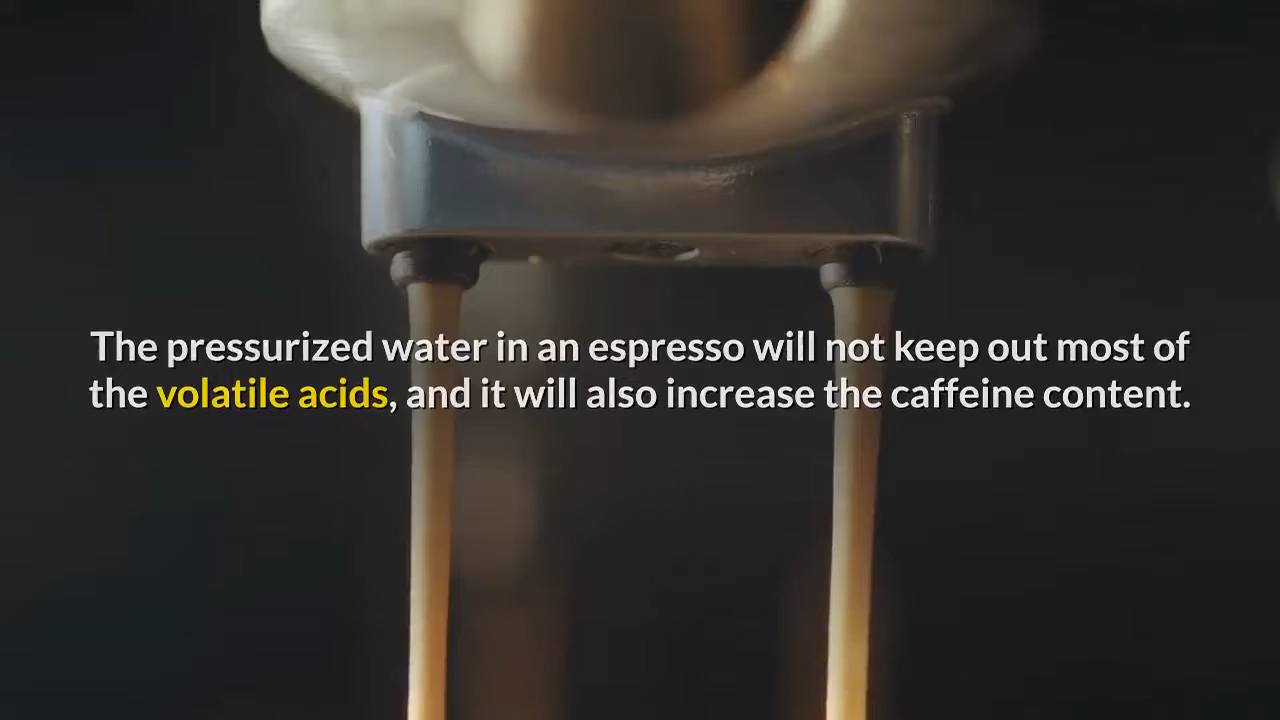 The pressurized water in an espresso will not keep out most of
the volatile acids, and it will also increase the caffeine content.